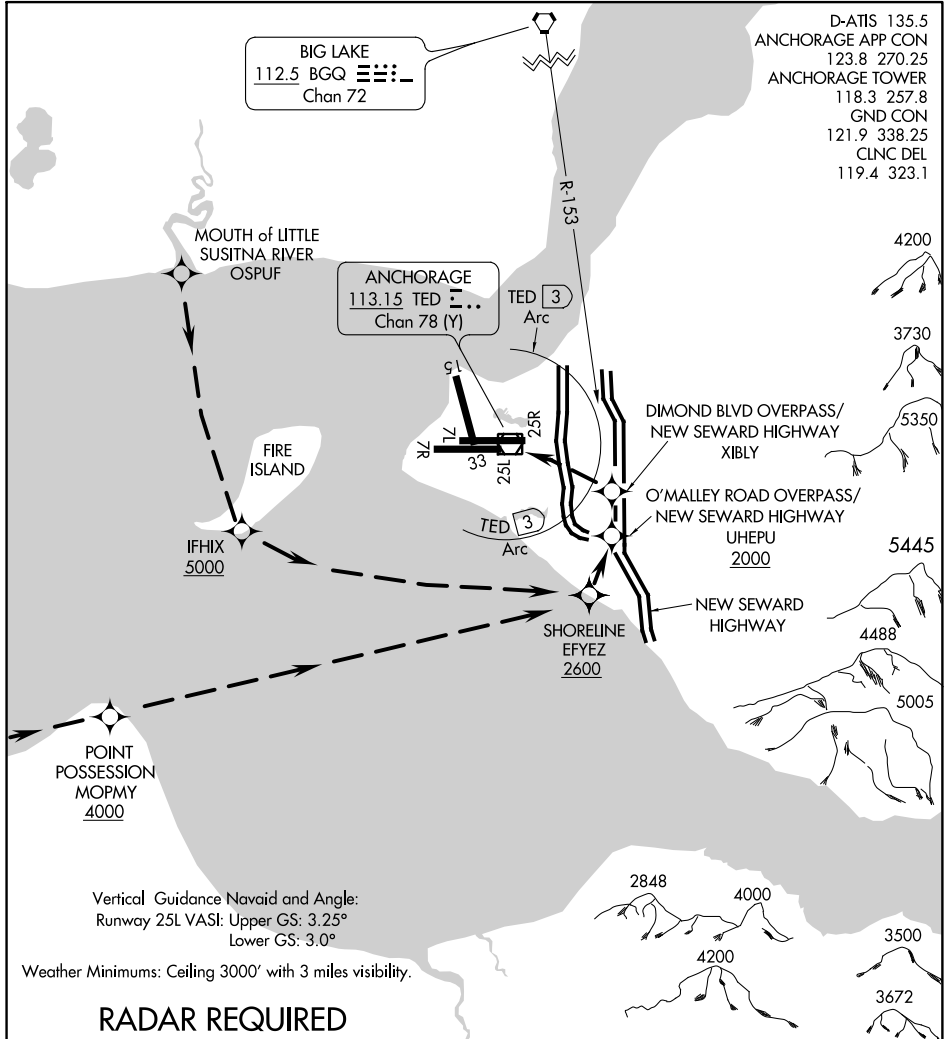 D-ATIS 135.5
ANCHORAGE APP CON
123.8 270.25
ANCHORAGE TOWER
118.3 257.8
GND CON
121.9 338.25
CLNC DEL
119.4 323.1
BIG LAKE
112.5 BGQ
Chan 72
R-153
MOUTH of LITTLE
SUSITNA RIVER
OSPUF
ANCHORAGE
113.15 TED
Chan 78 (Y)
TED 3
Arc
4200
3730
5350
15
7L
7R
33
25R
25L
DIMOND BLVD OVERPASS/
NEW SEWARD HIGHWAY
XIBLY
FIRE
ISLAND
O'MALLEY ROAD OVERPASS/
NEW SEWARD HIGHWAY
UHEPU
2000
TED 3
Arc
IFHIX
5000
5445
NEW SEWARD
HIGHWAY
SHORELINE
EFYEZ
2600
4488
5005
POINT
POSSESSION
MOPMY
4000
Vertical Guidance Navaid and Angle:
Runway 25L VASI: Upper GS: 3.25°
Lower GS: 3.0°
Weather Minimums: Ceiling 3000' with 3 miles visibility.
RADAR REQUIRED
2848
4000
4200
3500
3672